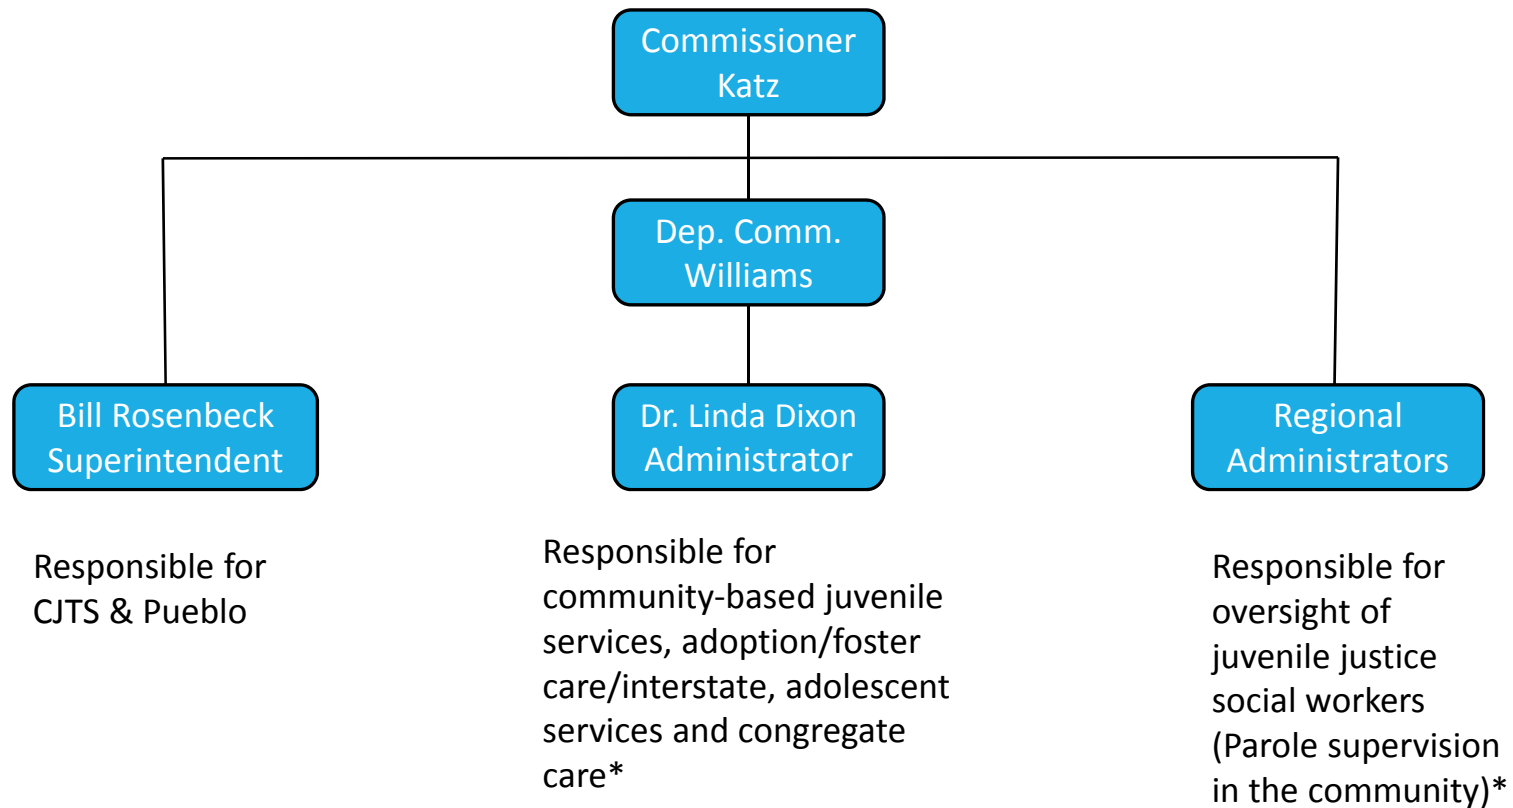 Commissioner
Katz
Dep. Comm.
Williams
Bill Rosenbeck
Superintendent
Dr. Linda Dixon
Administrator
Regional
Administrators
Responsible for
CJTS & Pueblo
Responsible for
community-based juvenile
services, adoption/foster
care/interstate, adolescent
services and congregate
care*
Responsible for
oversight of
juvenile justice
social workers
(Parole supervision
in the community)*